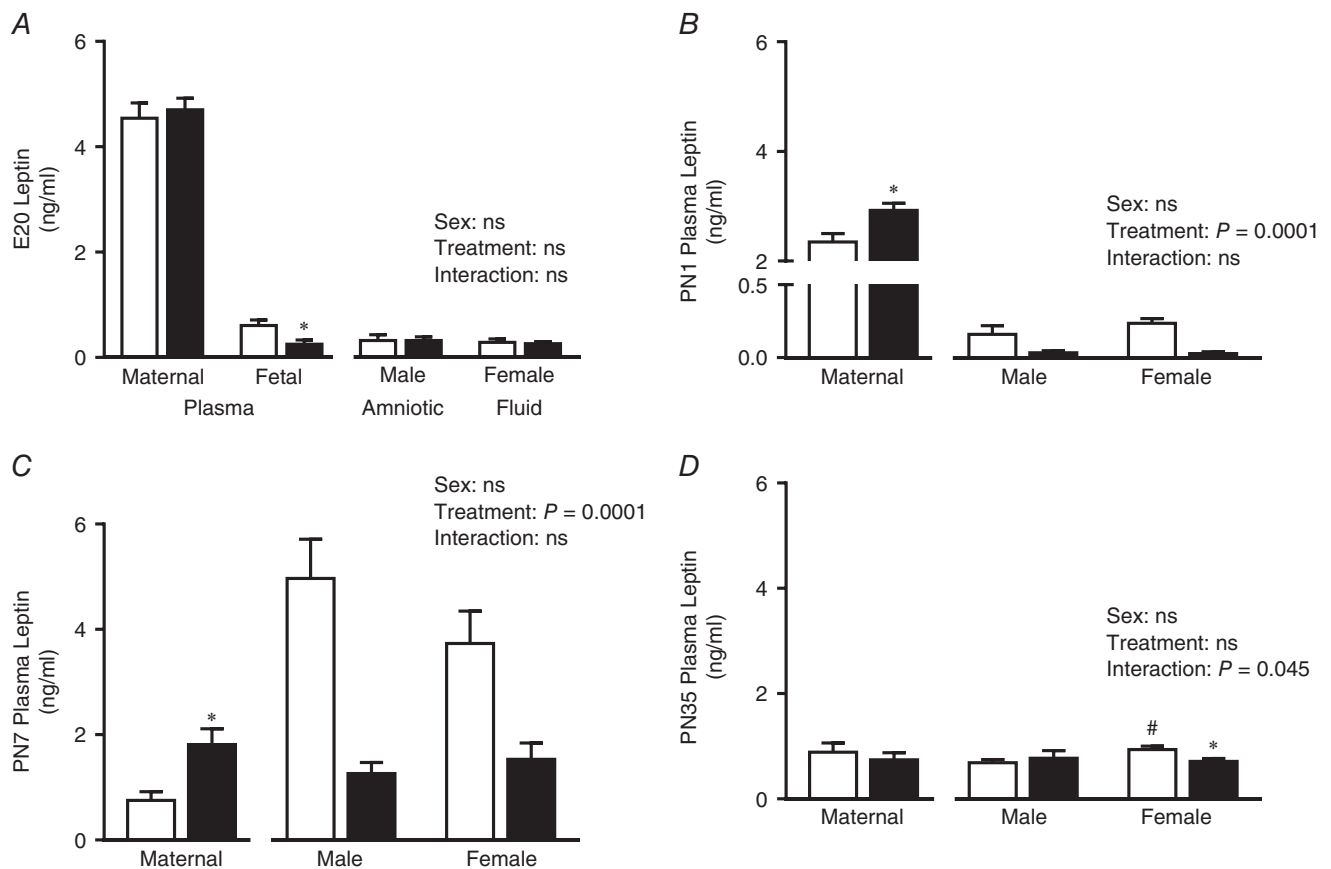 A
E20 Leptin
(ng/ml)
6
4
2
0
*
Sex: ns
Treatment: ns
Interaction: ns
Maternal Fetal Male Female
Plasma Amniotic Fluid
B
PN1 Plasma Leptin
(ng/ml)
6
4
2
0.5
0.0
*
Sex: ns
Treatment: P = 0.0001
Interaction: ns
Maternal Male Female
C
PN7 Plasma Leptin
(ng/ml)
6
4
2
0
*
Sex: ns
Treatment: P = 0.0001
Interaction: ns
Maternal Male Female
D
PN35 Plasma Leptin
(ng/ml)
6
4
2
0
# *
Sex: ns
Treatment: ns
Interaction: P = 0.045
Maternal Male Female